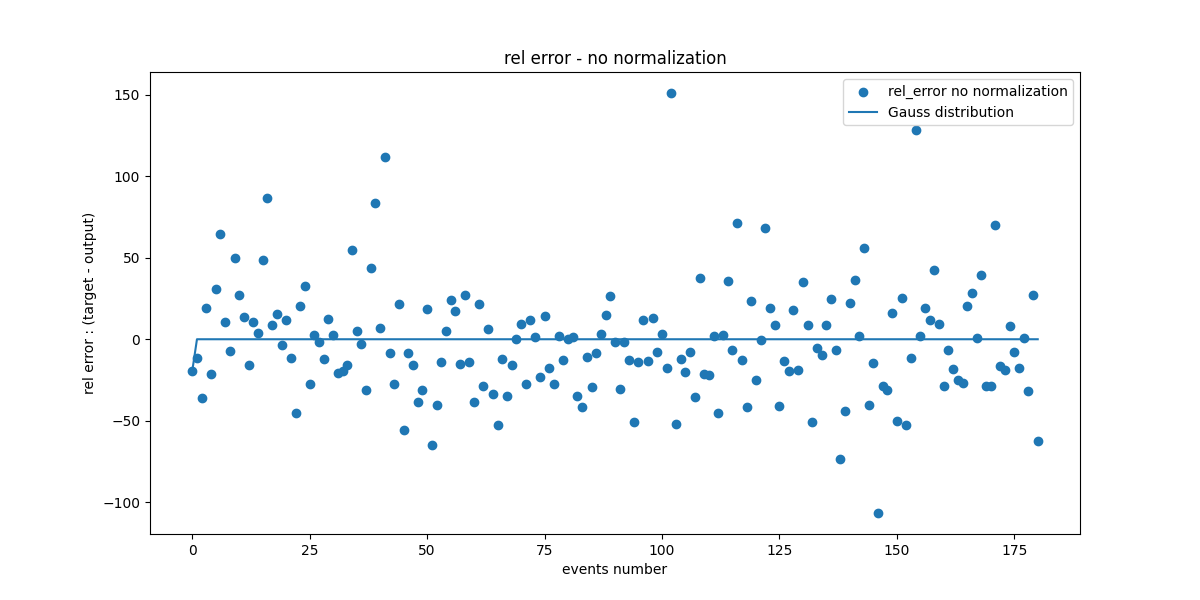 rel error - no normalization
rel_error no normalization
Gauss distribution
150
100
50
0
−50
−100
rel error : (target - output)
0 25 50 75 100 125 150 175
events number